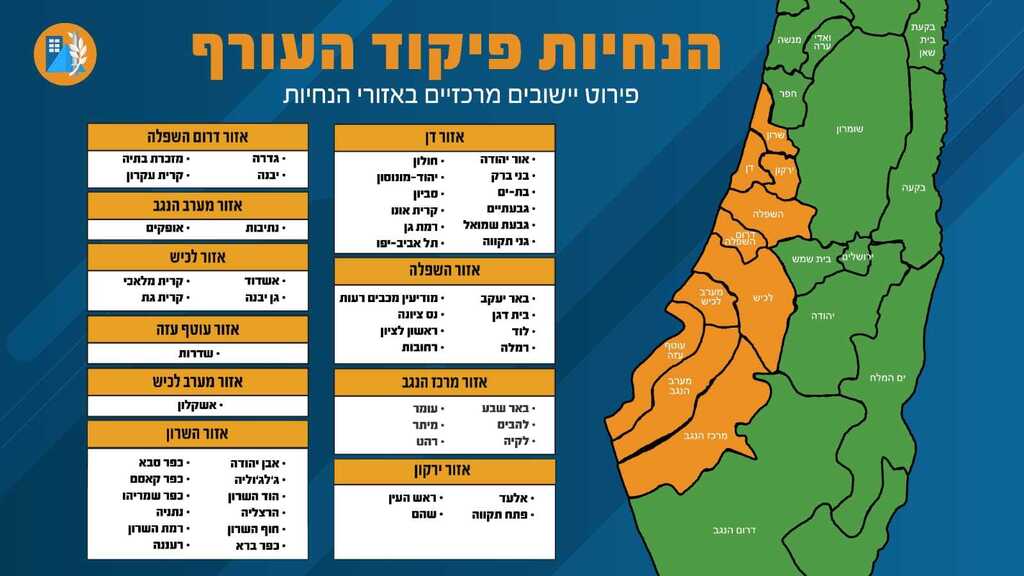 הנחיות פיקוד העורף
פירוט יישובים מרכזיים באזורי הנחיות
אזור דן
• אור יהודה
• בני ברק
• בת-ים
• גבעתיים
• גבעת שמואל
• גני תקווה
• חולון
• יהוד-מונוסון
• סביון
• קרית אונו
• רמת גן
• תל אביב-יפו
אזור השפלה
• באר יעקב
• בית דגן
• לוד
• רמלה
• מודיעין מכבים רעות
• נס ציונה
• ראשון לציון
• רחובות
אזור מרכז הנגב
• באר שבע
• להבים
• לקיה
• עומר
• מיתר
• רהט
אזור ירקון
• אלעד
• פתח תקווה
• ראש העין
• שהם
אזור דרום השפלה
• גדרה
• יבנה
• מזכרת בתיה
• קרית עקרון
אזור מערב הנגב
• נתיבות
• אופקים
אזור לכיש
• אשדוד
• גן יבנה
• קרית מלאכי
• קרית גת
אזור עוטף עזה
• שדרות
אזור מערב לכיש
• אשקלון
אזור השרון
• אבן יהודה
• ג'לג'וליה
• הוד השרון
• הרצליה
• חוף השרון
• כפר ברא
• כפר סבא
• כפר קאסם
• כפר שמריהו
• נתניה
• רמת השרון
• רעננה
מנשה
ואדי
ערה
בקעת
בית
שאן
חפר
שומרון
שרון
דן
ירקון
בקעה
השפלה
דרום
השפלה
ירושלים
בית שמש
לכיש
מערב
לכיש
יהודה
עוטף
עזה
מערב
הנגב
ים המלח
מרכז הנגב
דרום הנגב